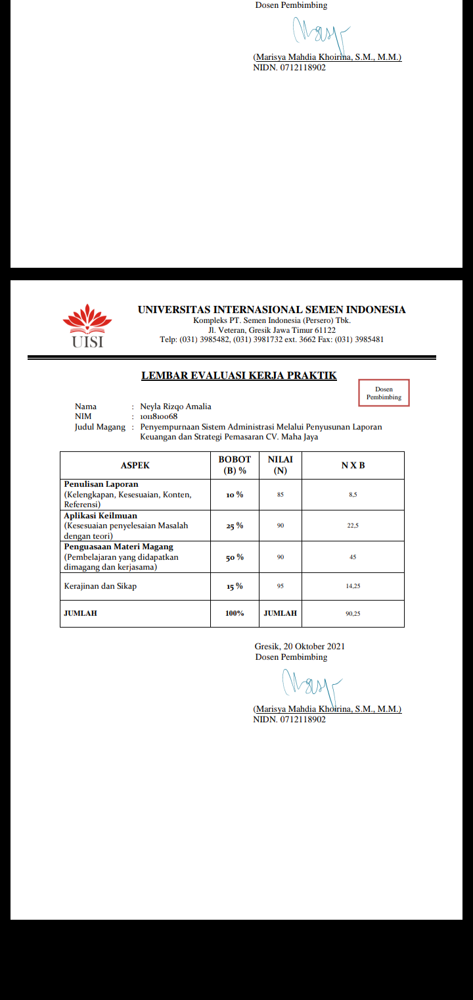 Dosen Pembimbing
(Marisya Mahdia Khoirina, S.M., M.M.)
NIDN. 0712118902
UISI
UNIVERSITAS INTERNASIONAL SEMEN INDONESIA
Kompleks PT. Semen Indonesia (Persero) Tbk.
Jl. Veteran, Gresik Jawa Timur 61122
Telp: (031) 3985482, (031) 3981732 ext. 3662 Fax: (031) 3985481
LEMBAR EVALUASI KERJA PRAKTIK
Dosen
Pembimbing
Nama : Neyla Rizqo Amalia
NIM : 1011810068
Judul Magang : Penyempurnaan Sistem Administrasi Melalui Penyusunan Laporan
Keuangan dan Strategi Pemasaran CV. Maha Jaya
ASPEK BOBOT (B) % NILAI (N) N X B
Penulisan Laporan
(Kelengkapan, Kesesuaian, Konten,
Referensi) 10 % 85 8,5
Aplikasi Keilmuan
(Kesesuaian penyelesaian Masalah
dengan teori) 25 % 90 22,5
Penguasaan Materi Magang
(Pembelajaran yang didapatkan
dimagang dan kerjasama) 50 % 90 45
Kerajinan dan Sikap 15 % 95 14,25
JUMLAH 100% JUMLAH 90,25
Gresik, 20 Oktober 2021
Dosen Pembimbing
(Marisya Mahdia Khoirina, S.M., M.M.)
NIDN. 0712118902